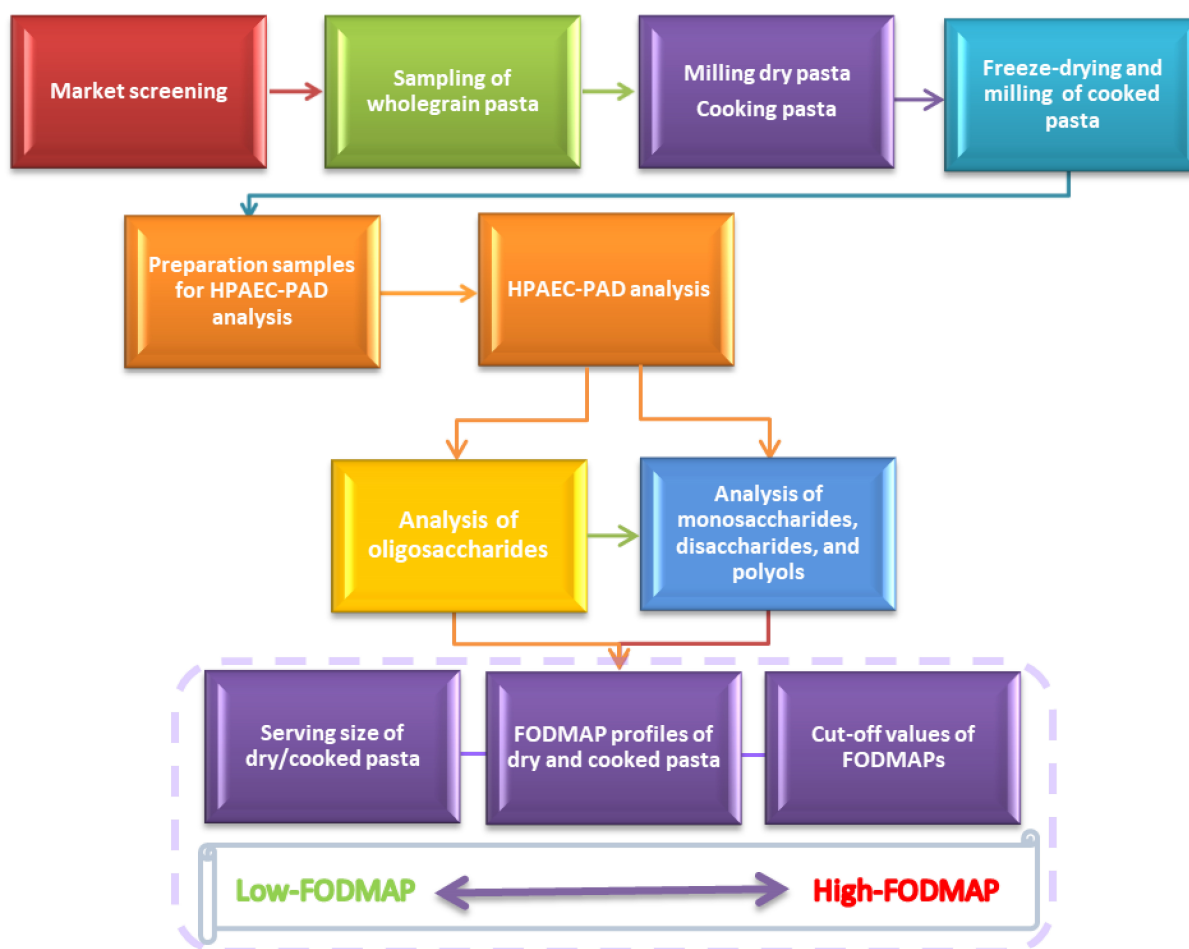 Market screening
Sampling of
wholegrain pasta
Milling dry pasta
Cooking pasta
Freeze-drying and
milling of cooked
pasta
Preparation samples
for HPAEC-PAD
analysis
HPAEC-PAD analysis
Analysis of
oligosaccharides
Analysis of
monosaccharides,
disaccharides, and
polyols
Serving size of
dry/cooked pasta
FODMAP profiles of
dry and cooked pasta
Cut-off values of
FODMAPs
Low-FODMAP
High-FODMAP